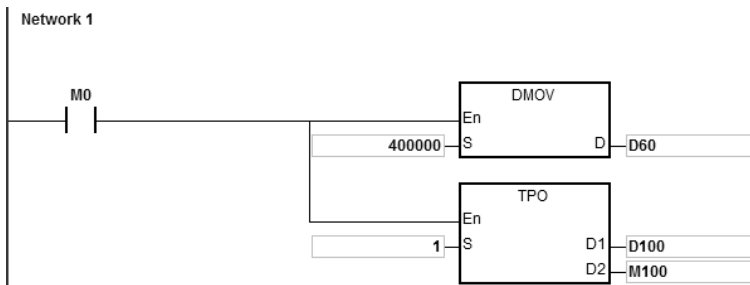 Network 1
M0
DMOV
En
400000 S D D60
TPO
En
1 S D1 D100
D2 M100